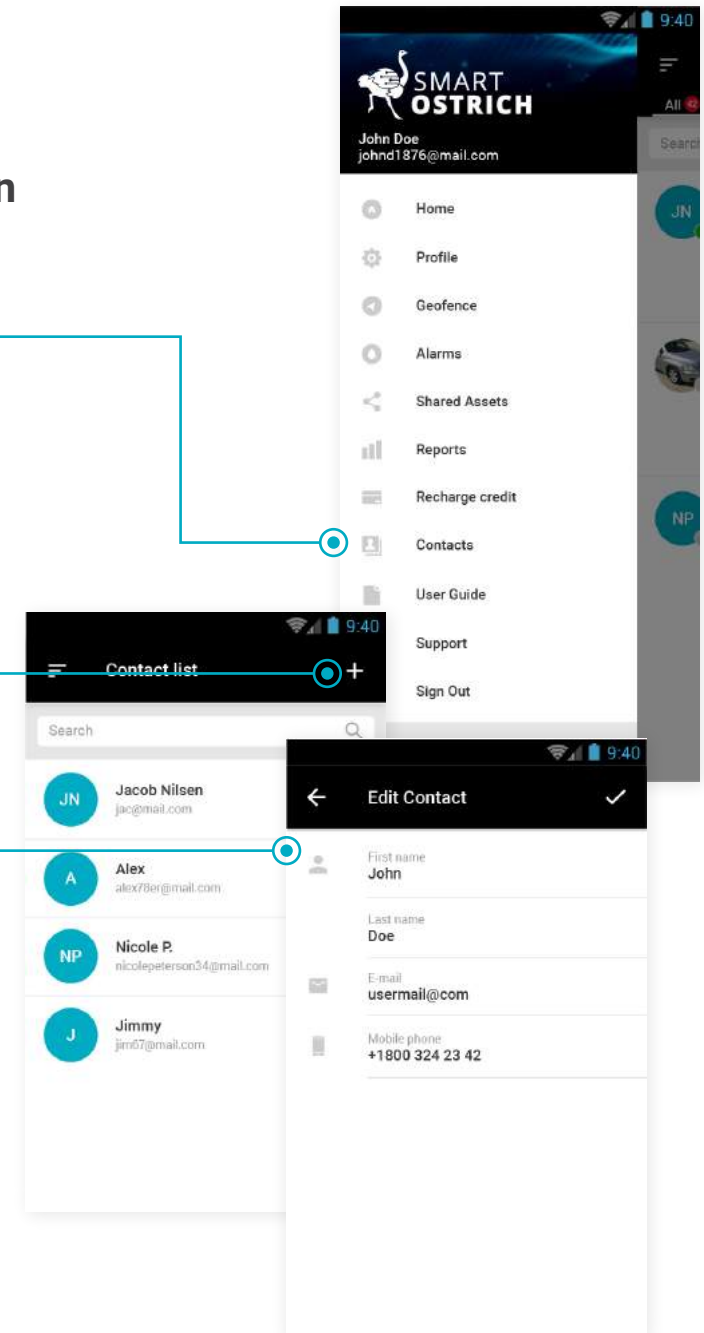 n
9:40
SMART
OSTRICH
John Doe
johnd1876@mail.com
All 42
Search
Home
JN
Profile
Geofence
Alarms
Shared Assets
Reports
Recharge credit
NP
Contacts
User Guide
Support
Sign Out
9:40
Contact list
Search
JN
Jacob Nilsen
jac@mail.com
A
Alex
alex78er@mail.com
NP
Nicole P.
nicolepeterson34@mail.com
J
Jimmy
jim67@mail.com
9:40
Edit Contact
First name
John
Last name
Doe
E-mail
usermail@com
Mobile phone
+1800 324 23 42